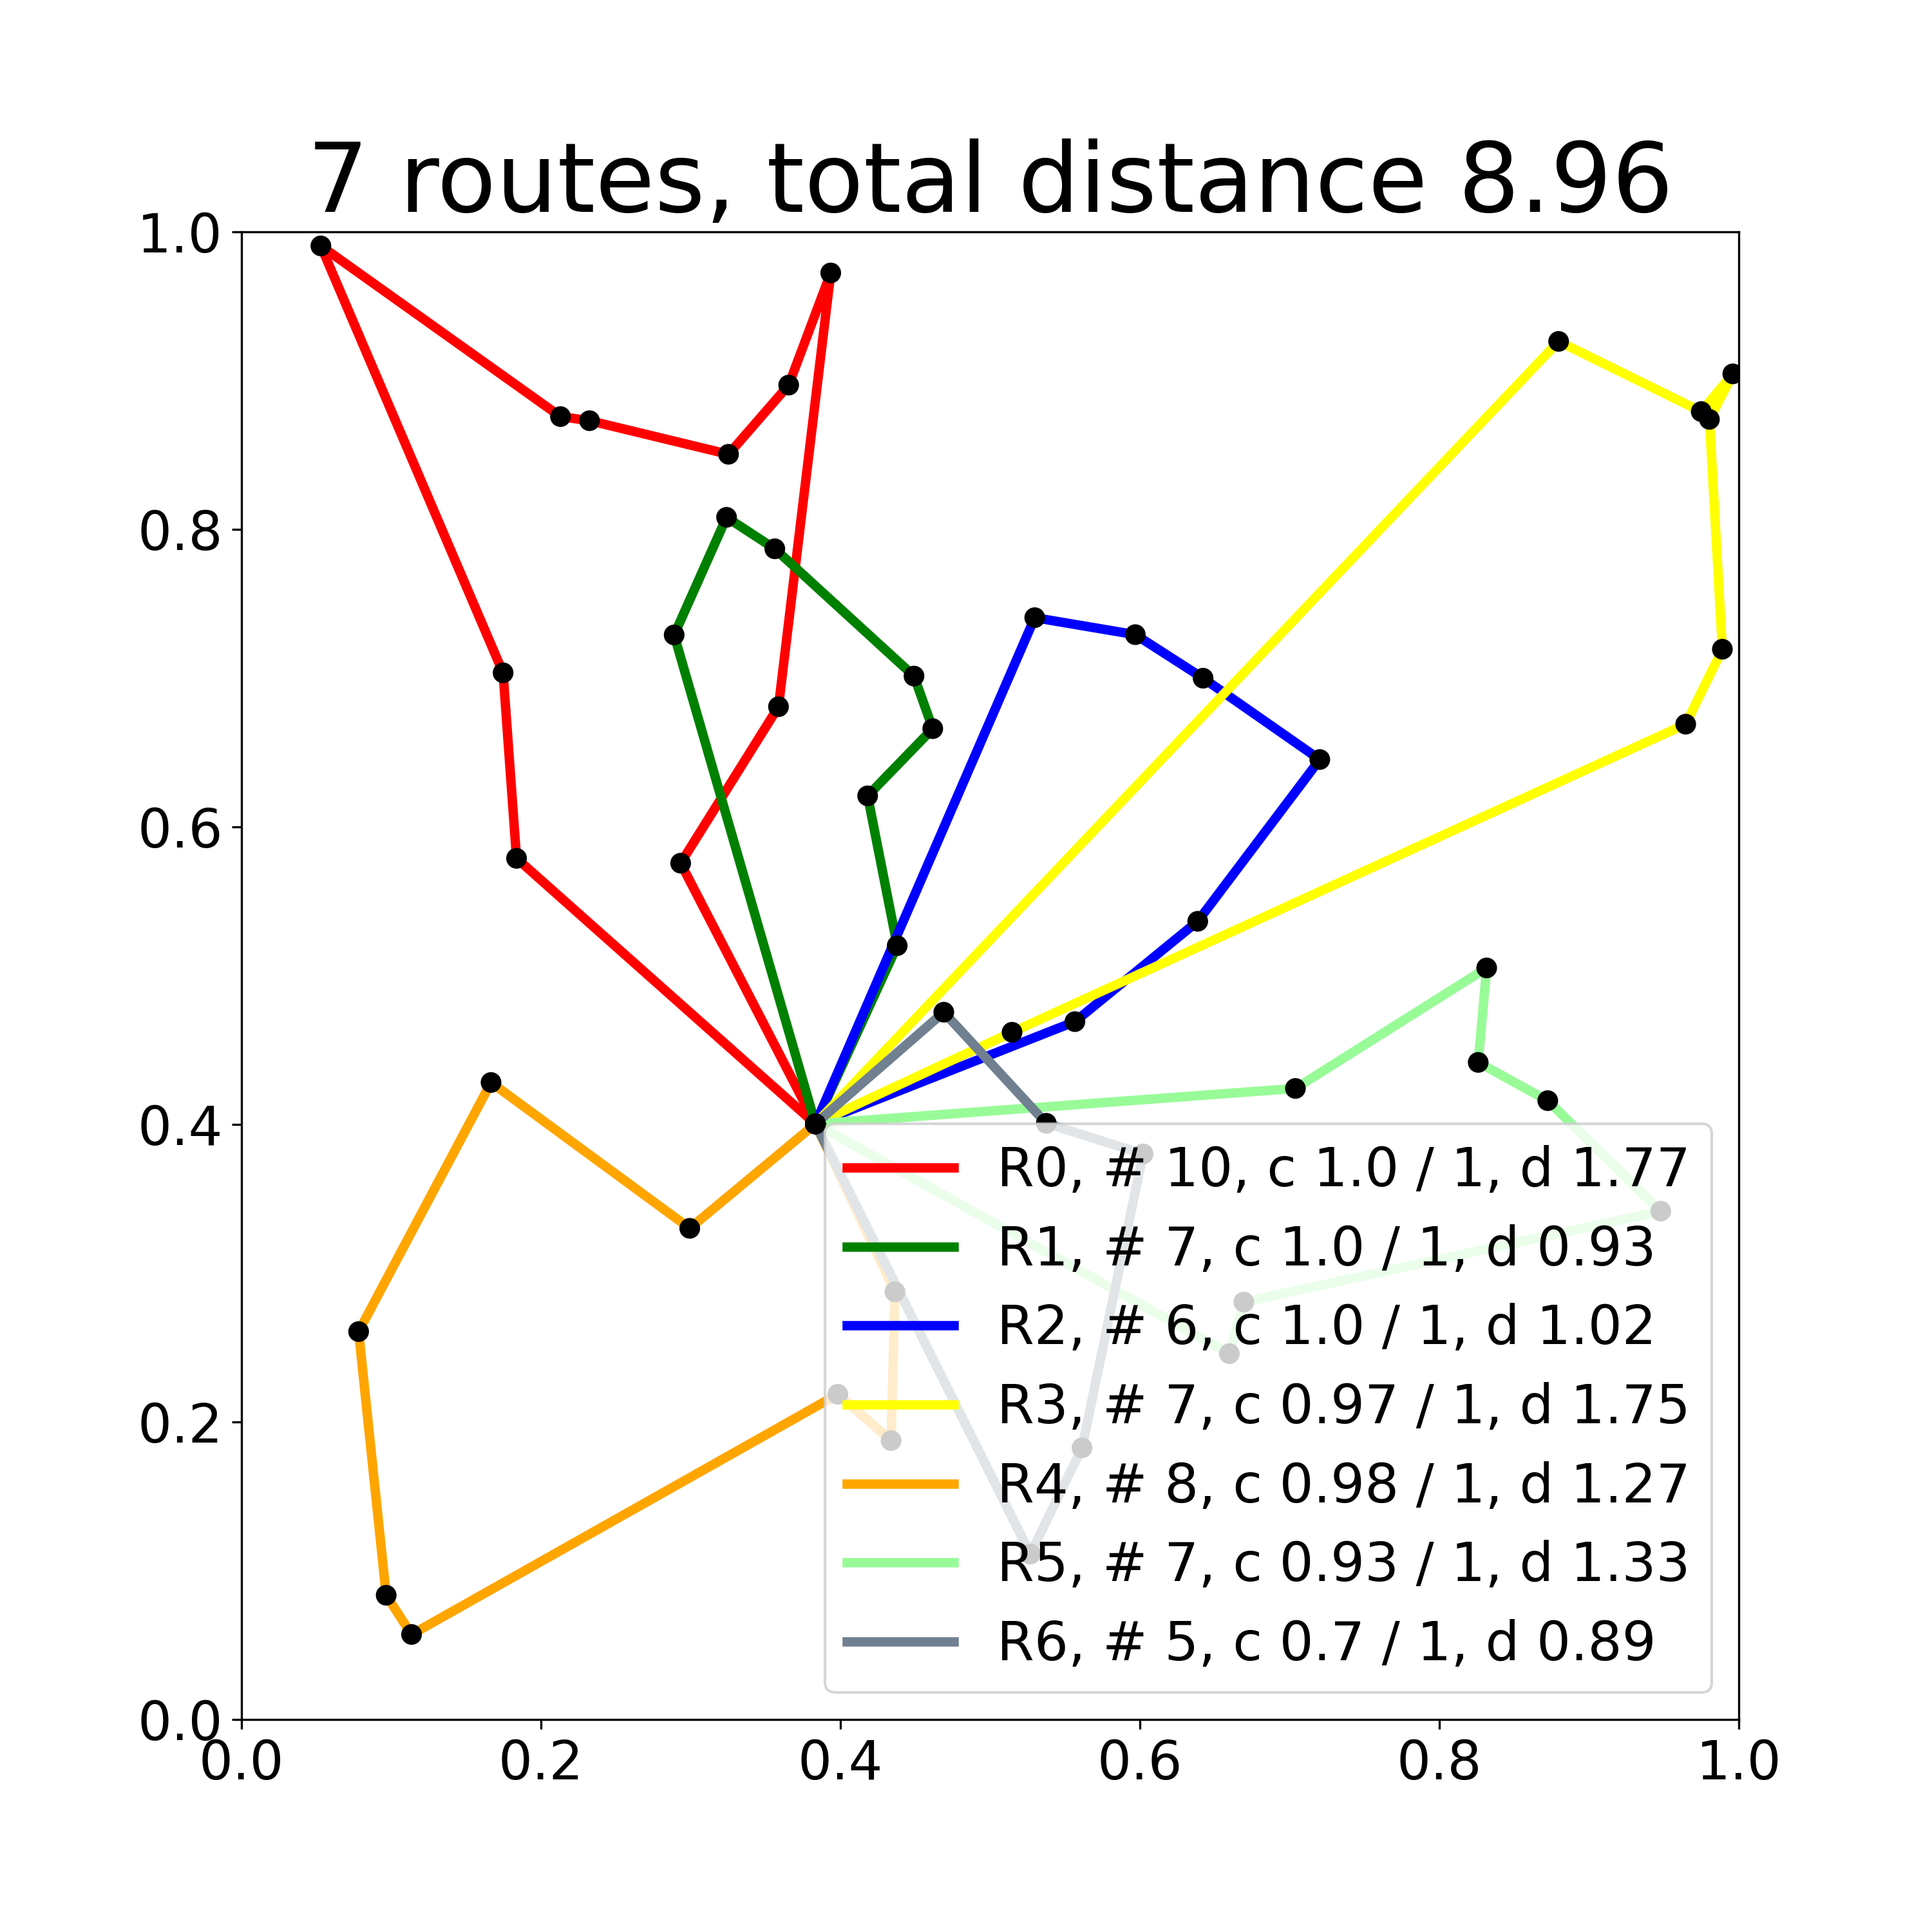 7 routes, total distance 8.96
1.0
0.8
0.6
0.4
0.2
0.0
R0, # 10, c 1.0 / 1, d 1.77
R1, # 7, c 1.0 / 1, d 0.93
R2, # 6, c 1.0 / 1, d 1.02
R3, # 7, c 0.97 / 1, d 1.75
R4, # 8, c 0.98 / 1, d 1.27
R5, # 7, c 0.93 / 1, d 1.33
R6, # 5, c 0.7 / 1, d 0.89
0.0 0.2 0.4 0.6 0.8 1.0